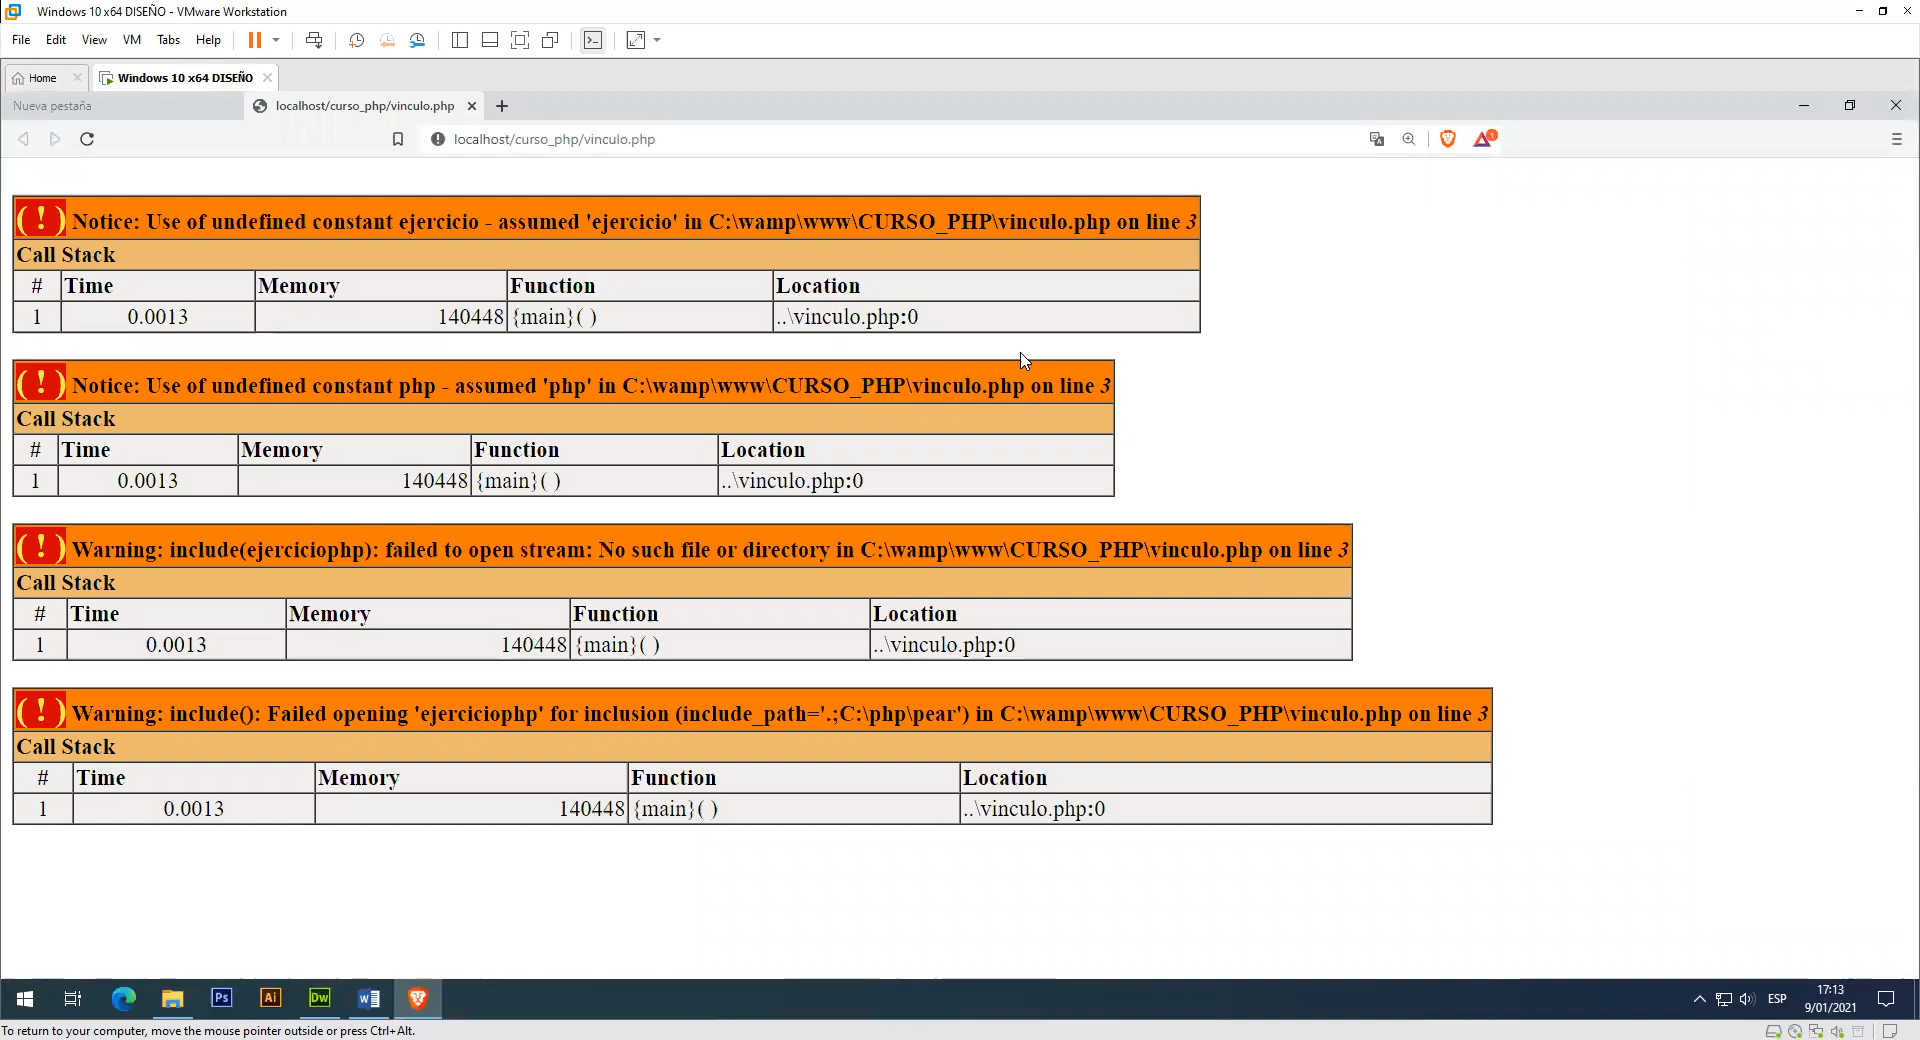 Windows 10 x64 DISEÑO - VMware Workstation
File Edit View VM Tabs Help
Home Windows 10 x64 DISEÑO
Nueva pestaña localhost/curso_php/vinculo.php
localhost/curso_php/vinculo.php
1
( ! ) Notice: Use of undefined constant ejercicio - assumed 'ejercicio' in C:\wamp\www\CURSO_PHP\vinculo.php on line 3
Call Stack
# Time Memory Function Location
1 0.0013 140448 {main}( ) ..\vinculo.php:0
( ! ) Notice: Use of undefined constant php - assumed 'php' in C:\wamp\www\CURSO_PHP\vinculo.php on line 3
Call Stack
# Time Memory Function Location
1 0.0013 140448 {main}( ) ..\vinculo.php:0
( ! ) Warning: include(ejerciciophp): failed to open stream: No such file or directory in C:\wamp\www\CURSO_PHP\vinculo.php on line 3
Call Stack
# Time Memory Function Location
1 0.0013 140448 {main}( ) ..\vinculo.php:0
( ! ) Warning: include(): Failed opening 'ejerciciophp' for inclusion (include_path='.;C:\php\pear') in C:\wamp\www\CURSO_PHP\vinculo.php on line 3
Call Stack
# Time Memory Function Location
1 0.0013 140448 {main}( ) ..\vinculo.php:0
Ps Ai Dw W ESP 17:13
9/01/2021
To return to your computer, move the mouse pointer outside or press Ctrl+Alt.